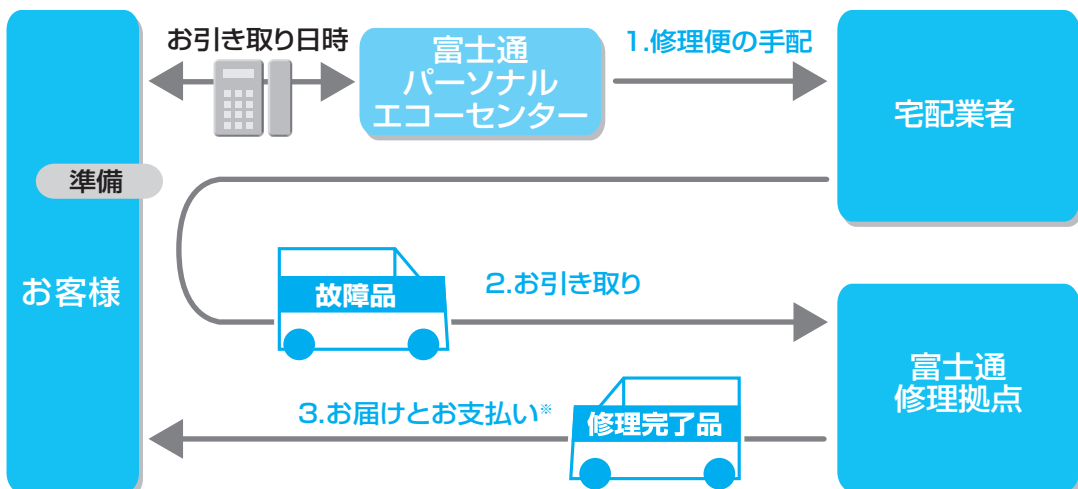 お引き取り日時
富士通
パーソナル
エコーセンター
1.修理便の手配
宅配業者
準備
お客様
故障品
2.お引き取り
富士通
修理拠点
3.お届けとお支払い※
修理完了品